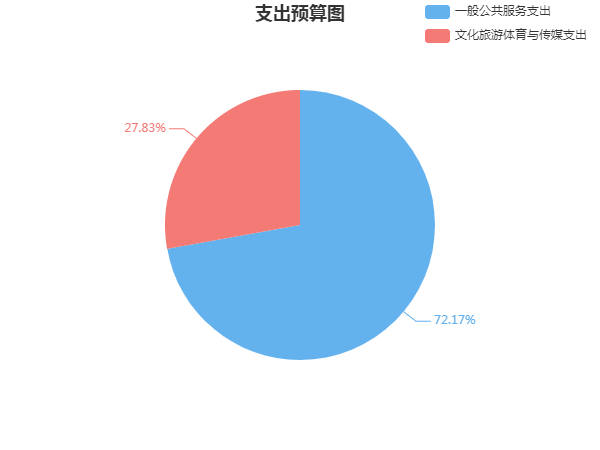 支出预算图
一般公共服务支出
文化旅游体育与传媒支出
27.83%
72.17%